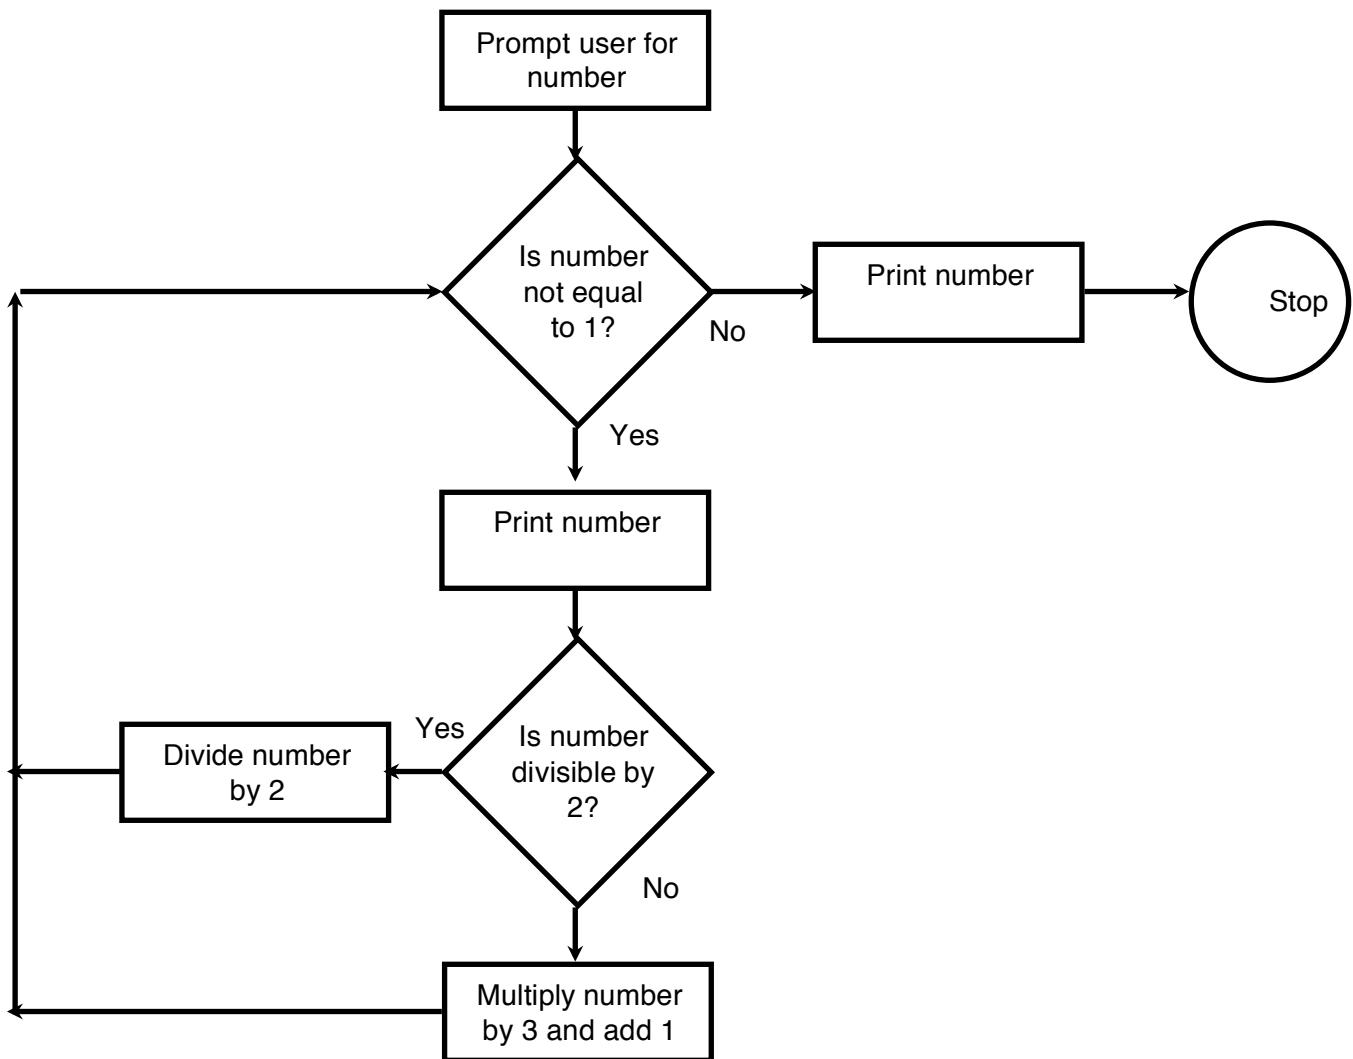 Prompt user for
number
Is number
not equal
to 1?
No
Print number
Stop
Yes
Print number
Yes
Is number
divisible by
2?
Divide number
by 2
No
Multiply number
by 3 and add 1